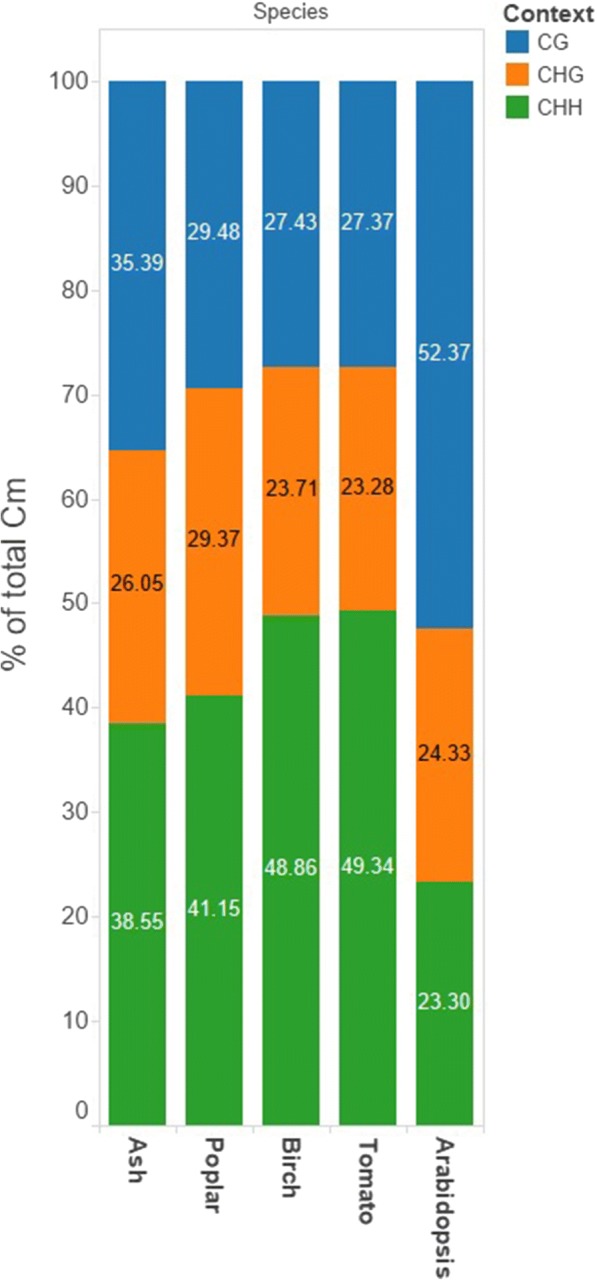 Species
Context
CG
CHG
CHH
% of total Cm
100
90
80
70
60
50
40
30
20
10
0
35.39
29.48
27.43
27.37
52.37
26.05
29.37
23.71
23.28
24.33
38.55
41.15
48.86
49.34
23.30
Ash
Poplar
Birch
Tomato
Arabidopsis